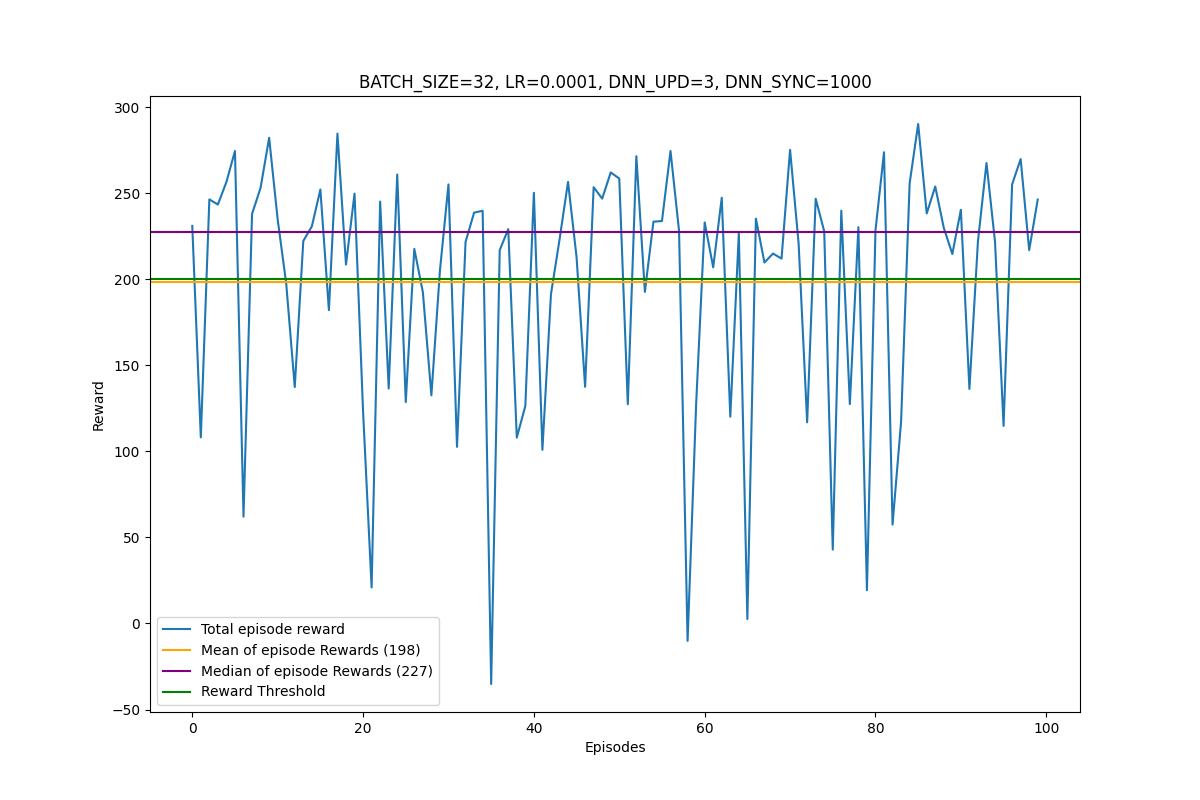 BATCH_SIZE=32, LR=0.0001, DNN_UPD=3, DNN_SYNC=1000
300
250
200
150
100
50
0
−50
Reward
Total episode reward
Mean of episode Rewards (198)
Median of episode Rewards (227)
Reward Threshold
0 20 40 60 80 100
Episodes